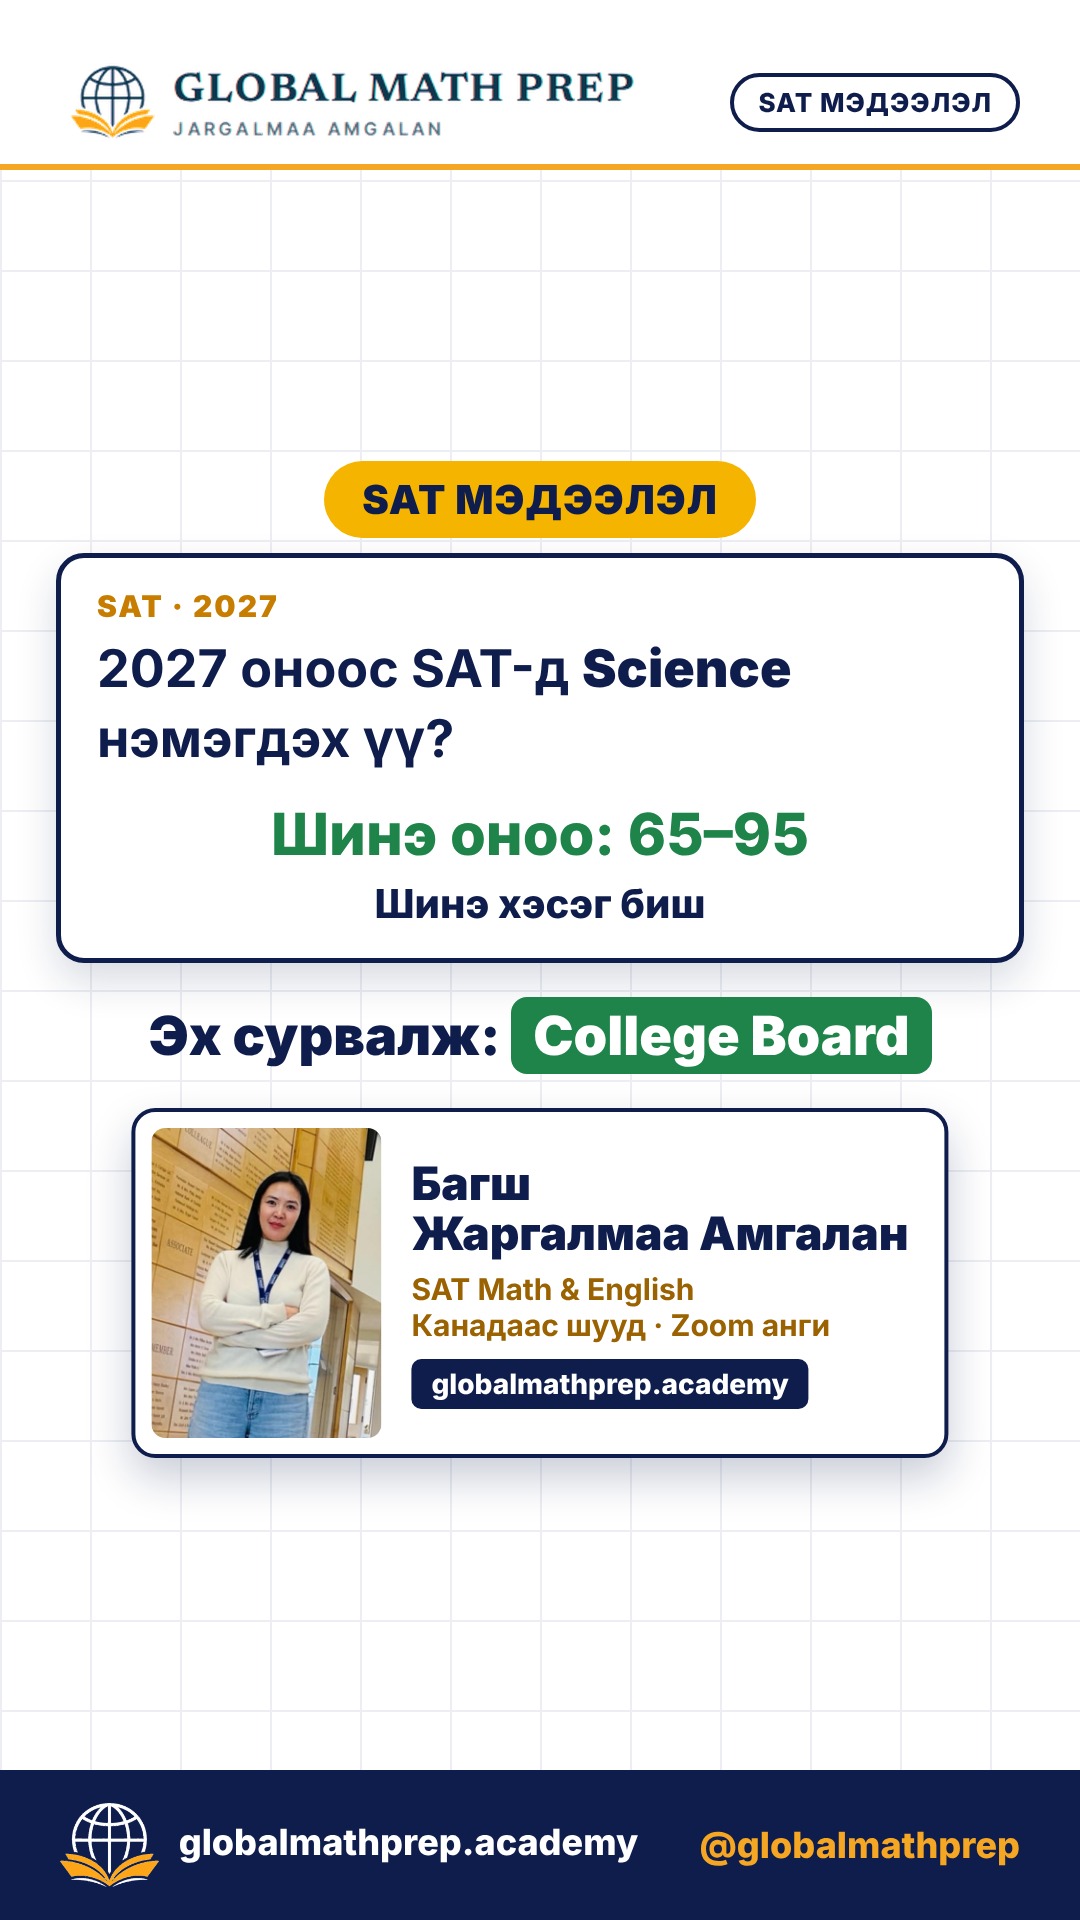 GLOBAL MATH PREP
JARGALMAA AMGALAN
SAT МЭДЭЭЛЭЛ
SAT МЭДЭЭЛЭЛ
SAT · 2027
2027 оноос SAT-д Science
нэмэгдэх үү?
Шинэ оноо: 65–95
Шинэ хэсэг биш
Эх сурвалж: College Board
ASSOCIATE
Багш
Жаргалмаа Амгалан
SAT Math & English
Канадаас шууд · Zoom анги
globalmathprep.academy
globalmathprep.academy
@globalmathprep